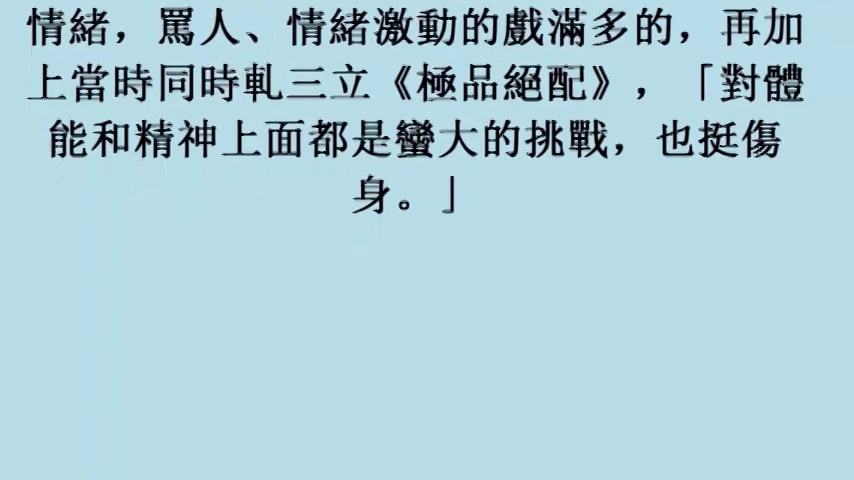 情緒，罵人、情緒激動的戲滿多的，再加
上當時同時軋三立《極品絕配》，「對體
能和精神上面都是蠻大的挑戰，也挺傷
身。」